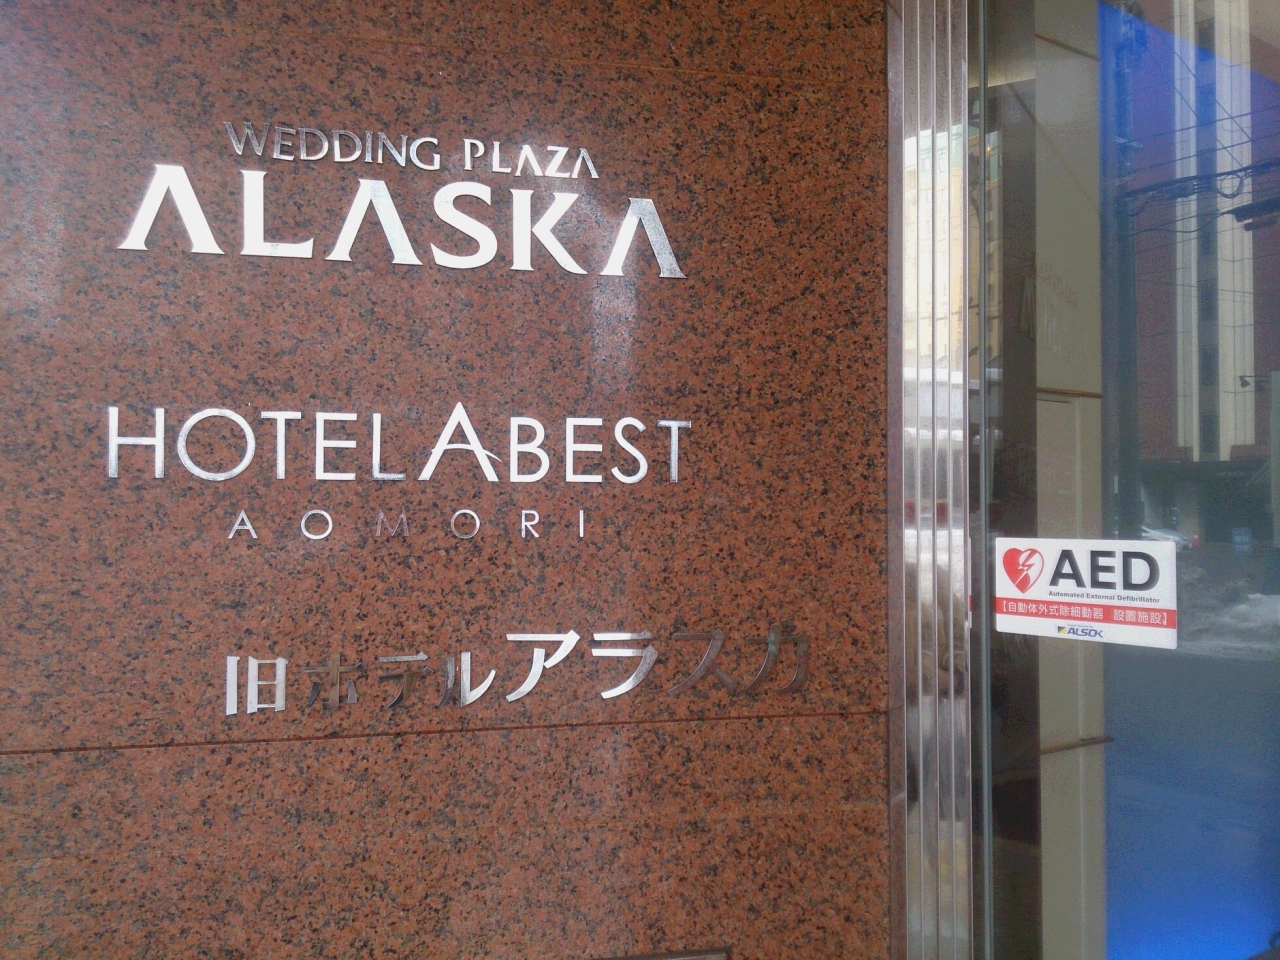 WEDDING PLAZA
ALASKA
HOTEL ABEST
AOMORI
旧ホテルアラスカ
AED
Automated External Defibrillator
【自動体外式除細動器 設置施設】
ALSOK